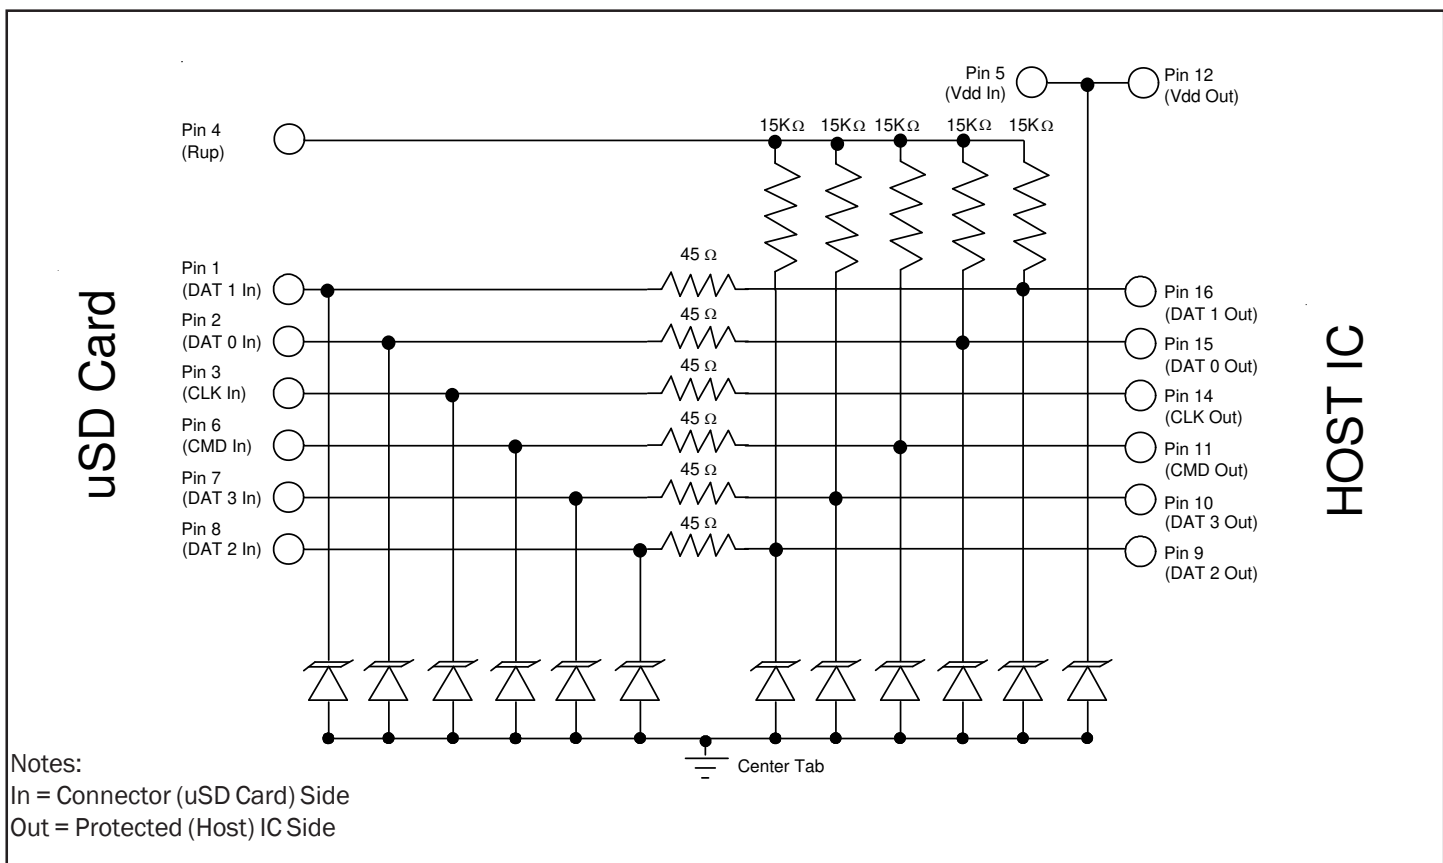 Pin 5
(Vdd In)
Pin 12
(Vdd Out)
Pin 4
(Rup)
15KΩ 15KΩ 15KΩ 15KΩ 15KΩ
45 Ω
Pin 1
(DAT 1 In)
Pin 16
(DAT 1 Out)
45 Ω
Pin 2
(DAT 0 In)
Pin 15
(DAT 0 Out)
45 Ω
Pin 3
(CLK In)
Pin 14
(CLK Out)
45 Ω
Pin 6
(CMD In)
Pin 11
(CMD Out)
45 Ω
Pin 7
(DAT 3 In)
Pin 10
(DAT 3 Out)
45 Ω
Pin 8
(DAT 2 In)
Pin 9
(DAT 2 Out)
uSD Card
HOST IC
Center Tab
Notes:
In = Connector (uSD Card) Side
Out = Protected (Host) IC Side